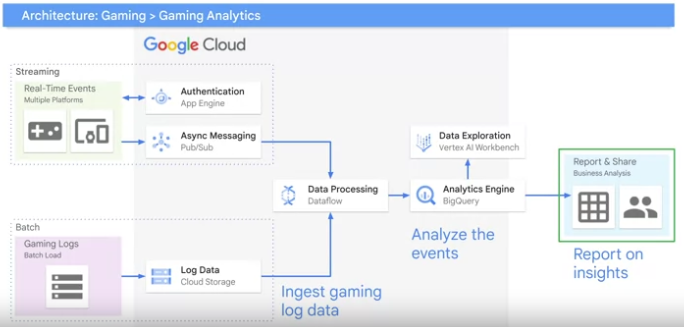 Architecture: Gaming > Gaming Analytics
Google Cloud
Streaming
Real-Time Events
Multiple Platforms
Authentication
App Engine
Async Messaging
Pub/Sub
Data Exploration
Vertex AI Workbench
Report & Share
Business Analysis
Data Processing
Dataflow
Analytics Engine
BigQuery
Batch
Gaming Logs
Batch Load
Log Data
Cloud Storage
Ingest gaming
log data
Analyze the
events
Report on
insights